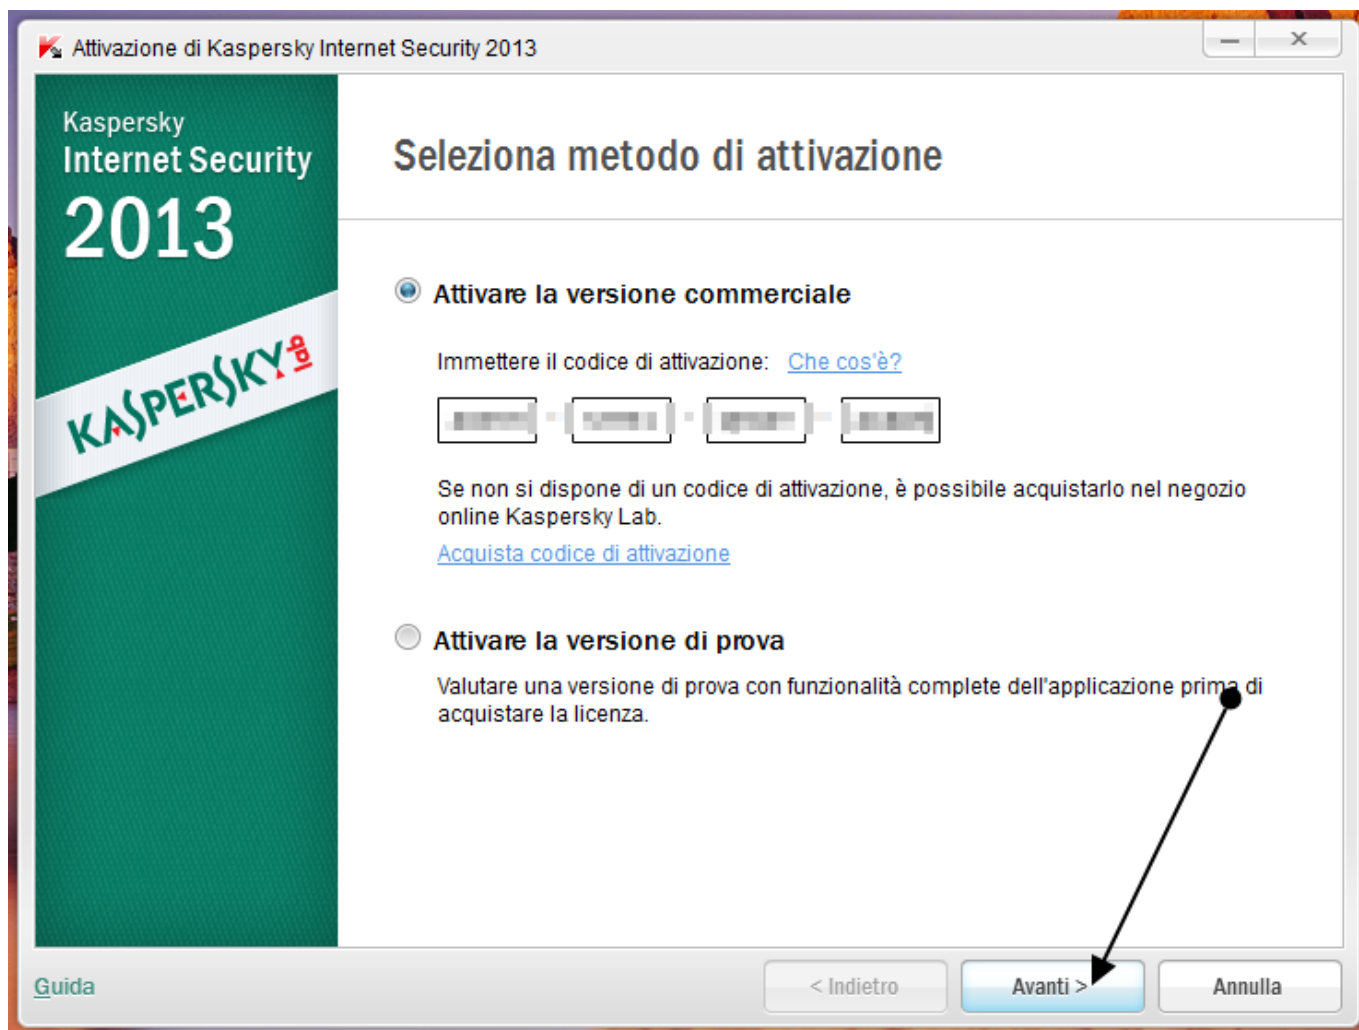 Attivazione di Kaspersky Internet Security 2013
Kaspersky
Internet Security
2013
KASPERSKY lab
Seleziona metodo di attivazione
Attivare la versione commerciale
Immettere il codice di attivazione: Che cos'è?
Se non si dispone di un codice di attivazione, è possibile acquistarlo nel negozio
online Kaspersky Lab.
Acquista codice di attivazione
Attivare la versione di prova
Valutare una versione di prova con funzionalità complete dell'applicazione prima di
acquistare la licenza.
Guida
< Indietro
Avanti >
Annulla